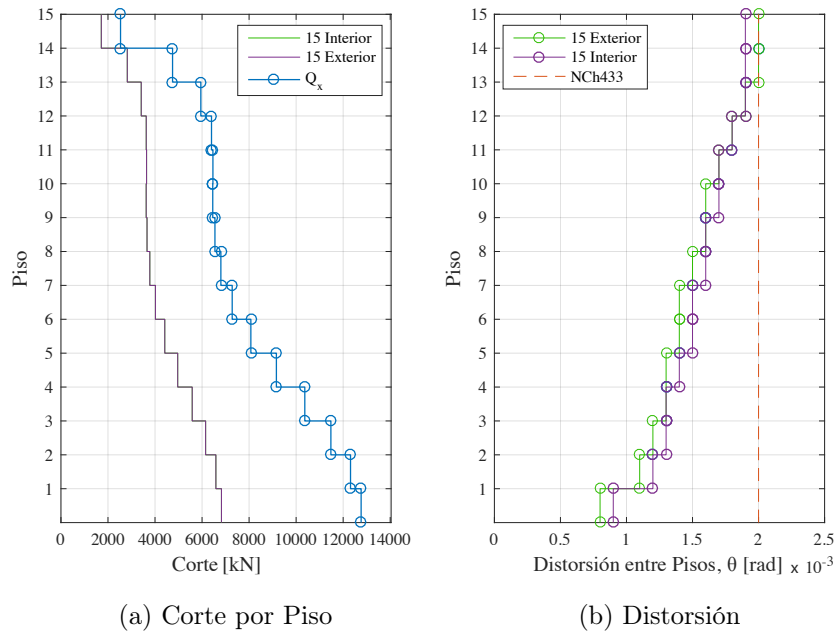 15
14
13
12
11
10
9
8
7
6
5
4
3
2
1
Piso
15 Interior
15 Exterior
Q_x
0 2000 4000 6000 8000 10000 12000 14000
Corte [kN]
(a) Corte por Piso
15
14
13
12
11
10
9
8
7
6
5
4
3
2
1
Piso
15 Exterior
15 Interior
NCh433
0 0.5 1 1.5 2 2.5
Distorsión entre Pisos, θ [rad] × 10⁻³
(b) Distorsión